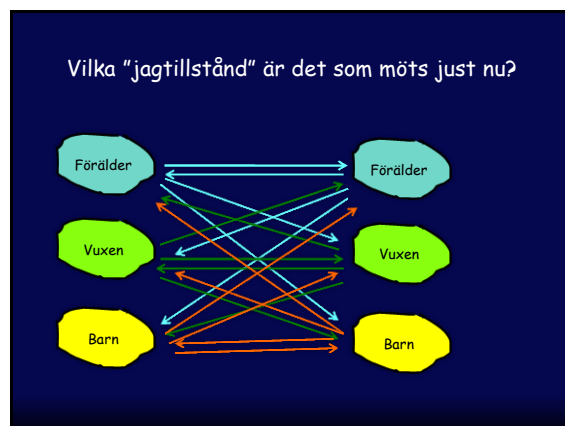 Vilka ”jagtillstånd” är det som möts just nu?
Förälder
Förälder
Vuxen
Vuxen
Barn
Barn